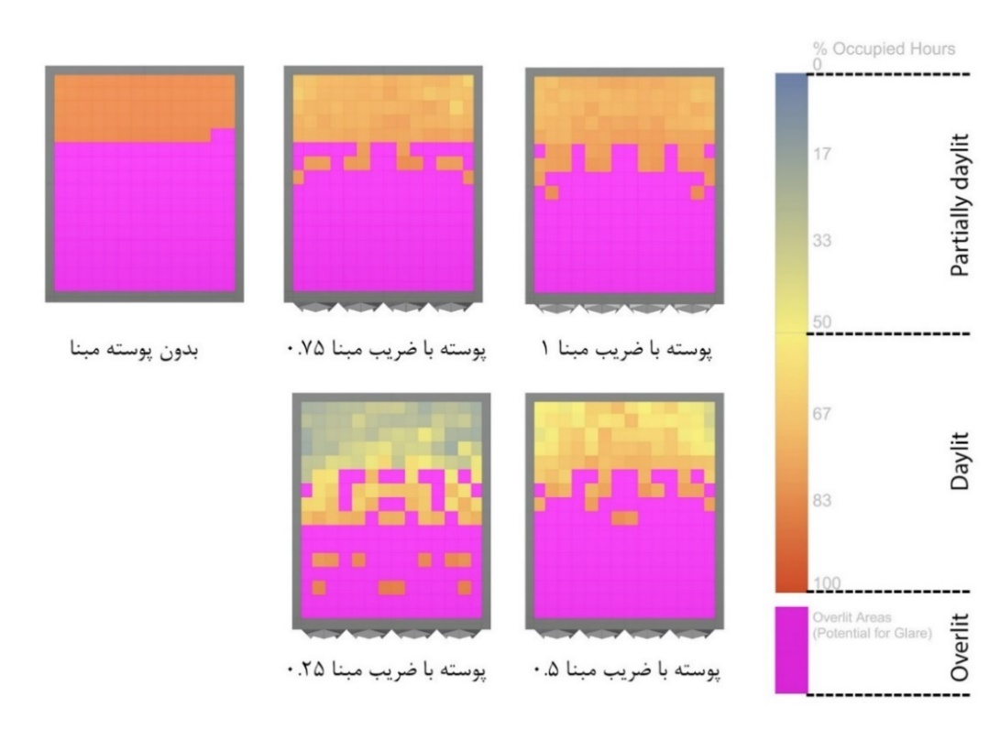 % Occupied Hours
0
17
33
50
67
83
100
Partially daylit
Daylit
Overlit
Overlit Areas
(Potential for Glare)
بدون پوسته مبنا
پوسته با ضریب مبنا ۰.۷۵
پوسته با ضریب مبنا ۱
پوسته با ضریب مبنا ۰.۲۵
پوسته با ضریب مبنا ۰.۵